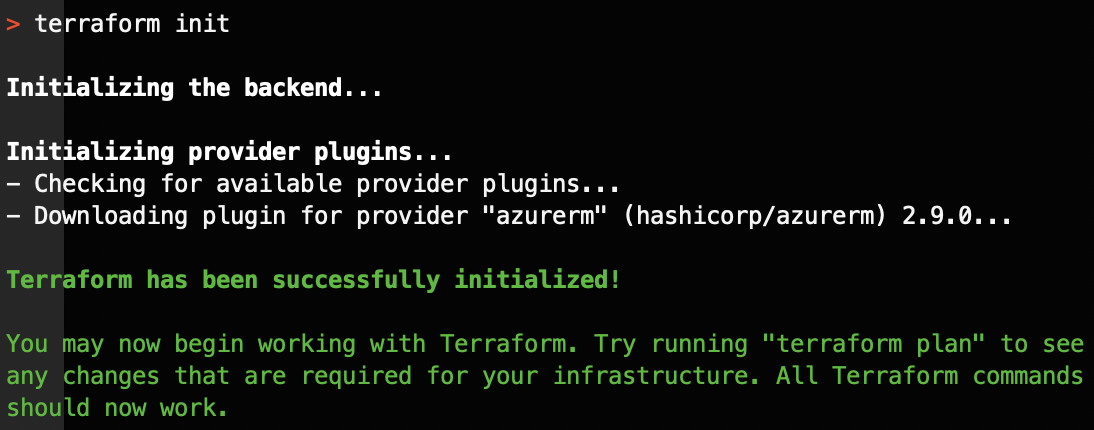 > terraform init
Initializing the backend...
Initializing provider plugins...
- Checking for available provider plugins...
- Downloading plugin for provider "azurerm" (hashicorp/azurerm) 2.9.0...
Terraform has been successfully initialized!
You may now begin working with Terraform. Try running "terraform plan" to see
any changes that are required for your infrastructure. All Terraform commands
should now work.